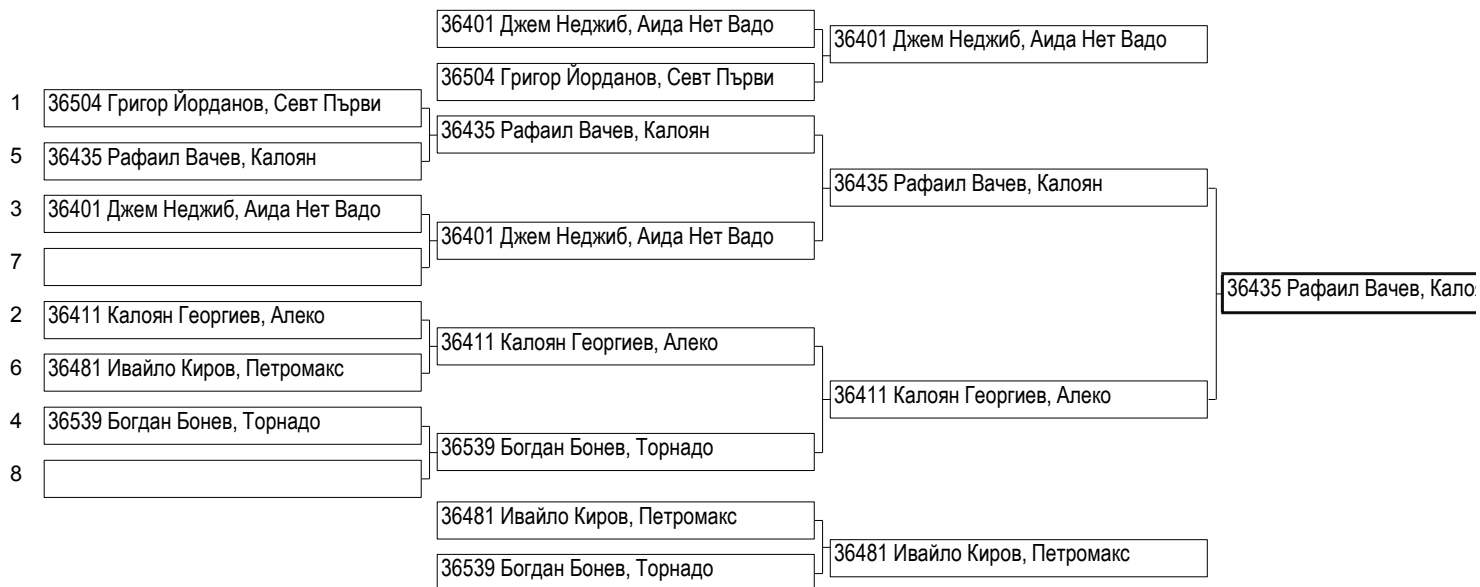 36401 Джем Неджиб, Аида Нет Вадо
36401 Джем Неджиб, Аида Нет Вадо
36504 Григор Йорданов, Севт Първи
1 36504 Григор Йорданов, Севт Първи
36435 Рафаил Вачев, Калоян
5 36435 Рафаил Вачев, Калоян
36435 Рафаил Вачев, Калоян
3 36401 Джем Неджиб, Аида Нет Вадо
36401 Джем Неджиб, Аида Нет Вадо
7
36435 Рафаил Вачев,
2 36411 Калоян Георгиев, Алеко
36411 Калоян Георгиев, Алеко
6 36481 Ивайло Киров, Петромакс
36411 Калоян Георгиев, Алеко
4 36539 Богдан Бонев, Торнадо
36539 Богдан Бонев, Торнадо
8
36481 Ивайло Киров, Петромакс
36481 Ивайло Киров, Петромакс
36539 Богдан Бонев, Торнадо